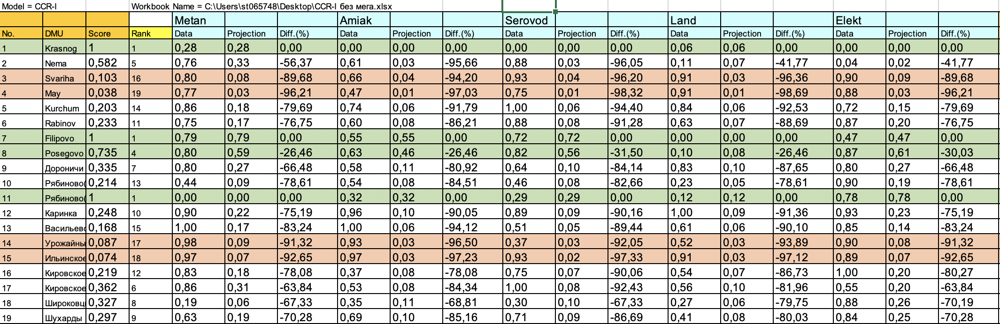 Model = CCR-I Workbook Name = C:\Users\st065748\Desktop\CCR-I без мега.xlsx
Metan Amiak Serovod Land Elekt
No. DMU Score Rank Data Projection Diff.(%) Data Projection Diff.(%) Data Projection Diff.(%) Data Projection Diff.(%) Data Projection Diff.(%)
1 Krasnog 1 1 0,28 0,28 0,00 0,00 0,00 0,00 0,00 0,00 0,00 0,06 0,06 0,00 0,00 0,00 0,00
2 Nema 0,582 5 0,76 0,33 -56,37 0,61 0,03 -95,66 0,88 0,03 -96,05 0,11 0,07 -41,77 0,04 0,02 -41,77
3 Svariha 0,103 16 0,80 0,08 -89,68 0,66 0,04 -94,20 0,93 0,04 -96,20 0,91 0,03 -96,36 0,90 0,09 -89,68
4 May 0,038 19 0,77 0,03 -96,21 0,47 0,01 -97,03 0,75 0,01 -98,32 0,91 0,01 -98,69 0,88 0,03 -96,21
5 Kurchum 0,203 14 0,86 0,18 -79,69 0,74 0,06 -91,79 1,00 0,06 -94,40 0,84 0,06 -92,53 0,72 0,15 -79,69
6 Rabinov 0,233 11 0,75 0,17 -76,75 0,60 0,08 -86,21 0,88 0,08 -91,28 0,63 0,07 -88,69 0,87 0,20 -76,75
7 Filipovo 1 1 0,79 0,79 0,00 0,55 0,55 0,00 0,72 0,72 0,00 0,00 0,00 0,00 0,47 0,47 0,00
8 Posegovo 0,735 4 0,80 0,59 -26,46 0,63 0,46 -26,46 0,82 0,56 -31,50 0,10 0,08 -26,46 0,87 0,61 -30,03
9 Дороничи 0,335 7 0,80 0,27 -66,48 0,58 0,11 -80,92 0,64 0,10 -84,14 0,83 0,10 -87,65 0,80 0,27 -66,48
10 Рябиново( 0,214 13 0,44 0,09 -78,61 0,54 0,08 -84,51 0,46 0,08 -82,66 0,23 0,05 -78,61 0,90 0,19 -78,61
11 Рябиново( 1 1 0,00 0,00 0,00 0,32 0,32 0,00 0,29 0,29 0,00 0,12 0,12 0,00 0,78 0,78 0,00
12 Каринка 0,248 10 0,90 0,22 -75,19 0,96 0,10 -90,05 0,89 0,09 -90,16 1,00 0,09 -91,36 0,93 0,23 -75,19
13 Васильевс 0,168 15 1,00 0,17 -83,24 1,00 0,06 -94,12 0,51 0,05 -89,44 0,61 0,06 -90,10 0,85 0,14 -83,24
14 Урожайны 0,087 17 0,98 0,09 -91,32 0,93 0,03 -96,50 0,37 0,03 -92,05 0,52 0,03 -93,89 0,90 0,08 -91,32
15 Ильинское 0,074 18 0,97 0,07 -92,65 0,97 0,03 -97,23 0,93 0,02 -97,33 0,91 0,03 -97,12 0,89 0,07 -92,65
16 Кировское 0,219 12 0,83 0,18 -78,08 0,37 0,08 -78,08 0,75 0,07 -90,06 0,54 0,07 -86,73 1,00 0,20 -80,27
17 Кировское 0,362 6 0,86 0,31 -63,84 0,53 0,08 -84,34 1,00 0,08 -92,43 0,56 0,10 -81,96 0,55 0,20 -63,84
18 Широковц 0,327 8 0,19 0,06 -67,33 0,35 0,11 -68,81 0,30 0,10 -67,33 0,27 0,06 -79,75 0,88 0,26 -70,19
19 Шухарды 0,297 9 0,63 0,19 -70,28 0,69 0,10 -85,16 0,71 0,09 -86,69 0,41 0,08 -80,03 0,84 0,25 -70,28